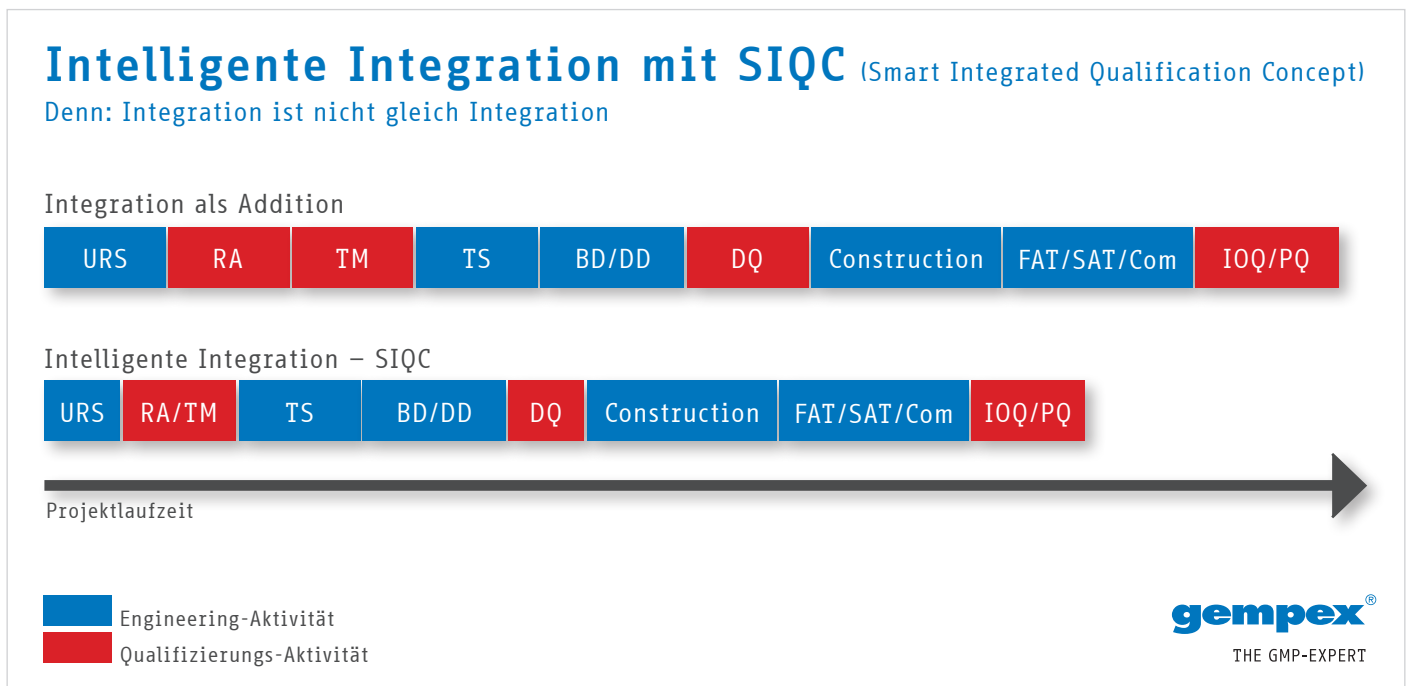 Intelligente Integration mit SIQC (Smart Integrated Qualification Concept)
Denn: Integration ist nicht gleich Integration
Integration als Addition
URS RA TM TS BD/DD DQ Construction FAT/SAT/Com IOQ/PQ
Intelligente Integration – SIQC
URS RA/TM TS BD/DD DQ Construction FAT/SAT/Com IOQ/PQ
Projektlaufzeit
Engineering-Aktivität
Qualifizierungs-Aktivität
gempex®
THE GMP-EXPERT